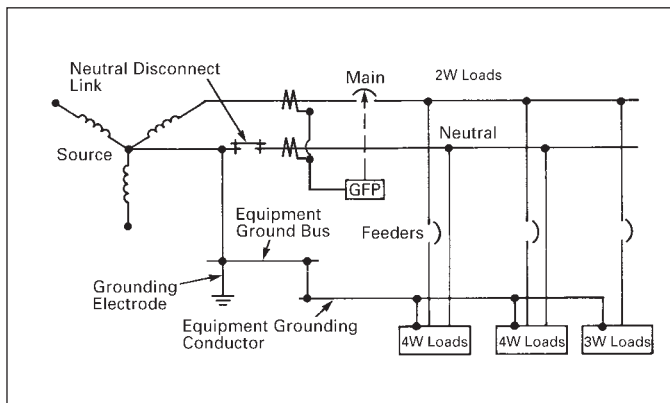 Neutral Disconnect
Link
Main
2W Loads
Source
Neutral
GFP
Equipment
Ground Bus
Feeders
Grounding
Electrode
Equipment Grounding
Conductor
4W Loads
4W Loads
3W Loads